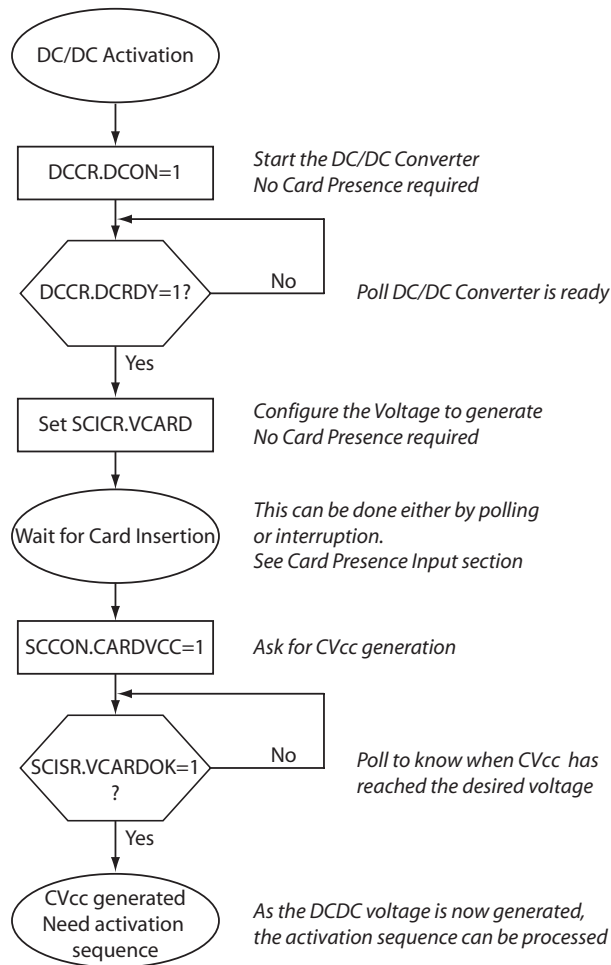 DC/DC Activation
DCCR.DCON=1
Start the DC/DC Converter
No Card Presence required
DCCR.DCRDY=1?
No
Poll DC/DC Converter is ready
Yes
Set SCICR.VCARD
Configure the Voltage to generate
No Card Presence required
Wait for Card Insertion
This can be done either by polling
or interruption.
See Card Presence Input section
SCCON.CARDVCC=1
Ask for CVcc generation
SCISR.VCARDOK=1
?
No
Poll to know when CVcc has
reached the desired voltage
Yes
CVcc generated
Need activation
sequence
As the DCDC voltage is now generated,
the activation sequence can be processed